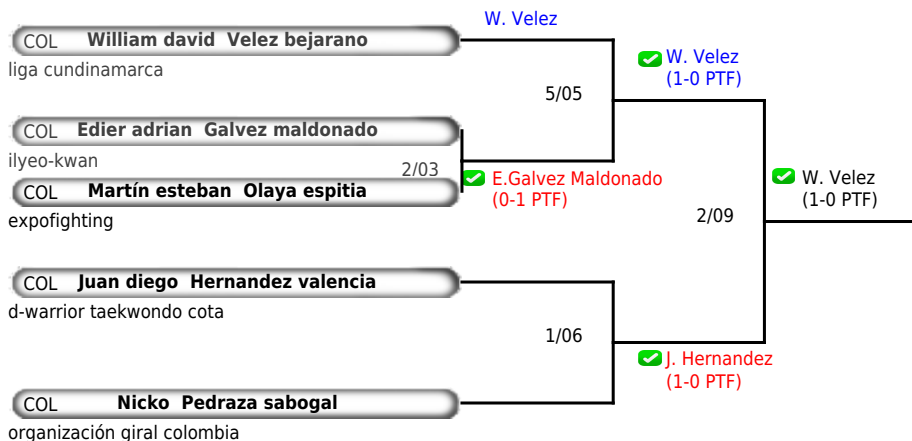 W. Velez
COL William david Velez bejarano
liga cundinamarca
W. Velez
(1-0 PTF)
5/05
COL Edier adrian Galvez maldonado
ilyeo-kwan
2/03
E.Galvez Maldonado
(0-1 PTF)
COL Martín esteban Olaya espitia
expofighting
W. Velez
(1-0 PTF)
2/09
COL Juan diego Hernandez valencia
d-warrior taekwondo cota
1/06
J. Hernandez
(1-0 PTF)
COL Nicko Pedraza sabogal
organización giral colombia